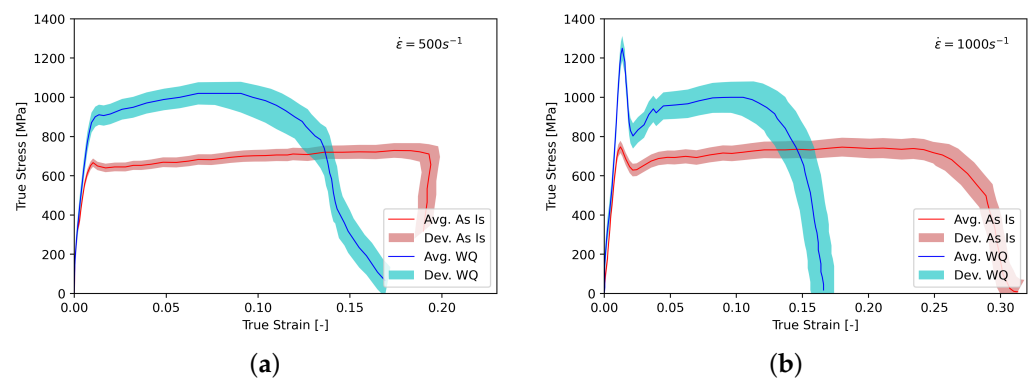 1400
1200
1000
800
600
400
200
0
True Stress [MPa]
ε̇ = 500s⁻¹
Avg. As Is
Dev. As Is
Avg. WQ
Dev. WQ
0.00 0.05 0.10 0.15 0.20
True Strain [-]
(a)
1400
1200
1000
800
600
400
200
0
True Stress [MPa]
ε̇ = 1000s⁻¹
Avg. As Is
Dev. As Is
Avg. WQ
Dev. WQ
0.00 0.05 0.10 0.15 0.20 0.25 0.30
True Strain [-]
(b)